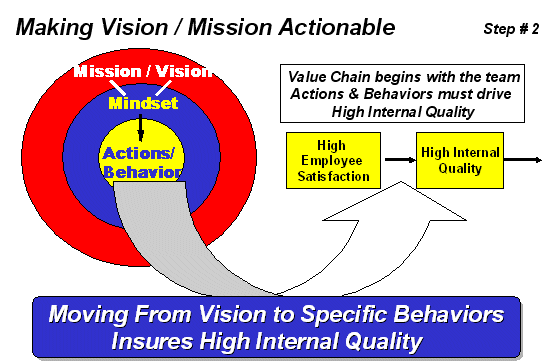 Making Vision / Mission Actionable
Step # 2
Mission / Vision
Mindset
Actions/
Behavior
Value Chain begins with the team
Actions & Behaviors must drive
High Internal Quality
High
Employee
Satisfaction
High Internal
Quality
Moving From Vision to Specific Behaviors
Insures High Internal Quality